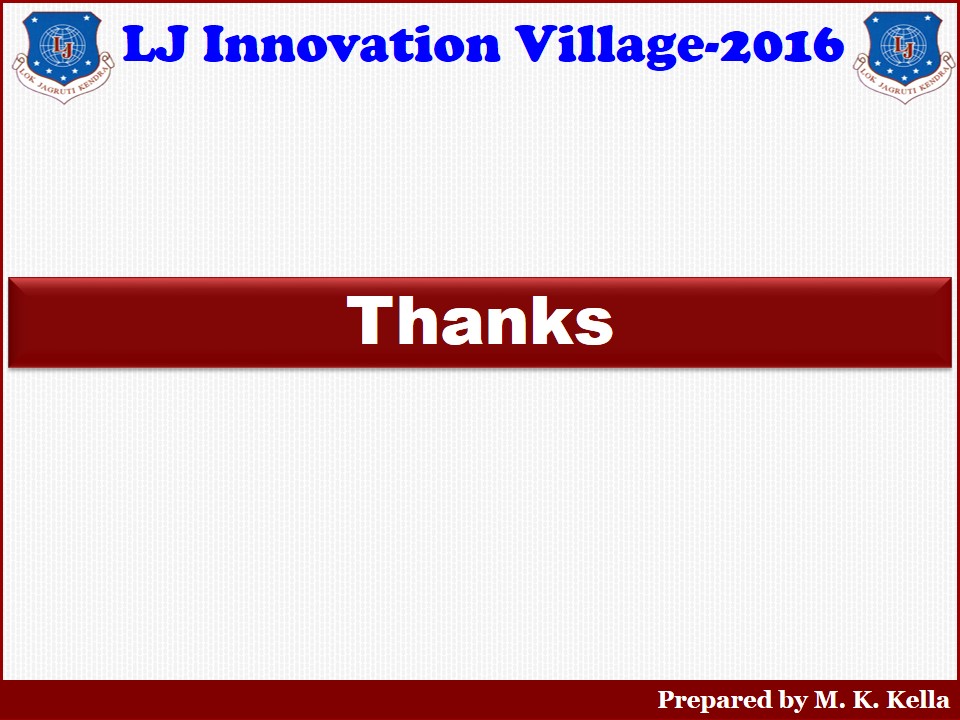 LJ Innovation Village-2016
LJ
LOK JAGRUTI KENDRA
LJ
LOK JAGRUTI KENDRA
Thanks
Prepared by M. K. Kella